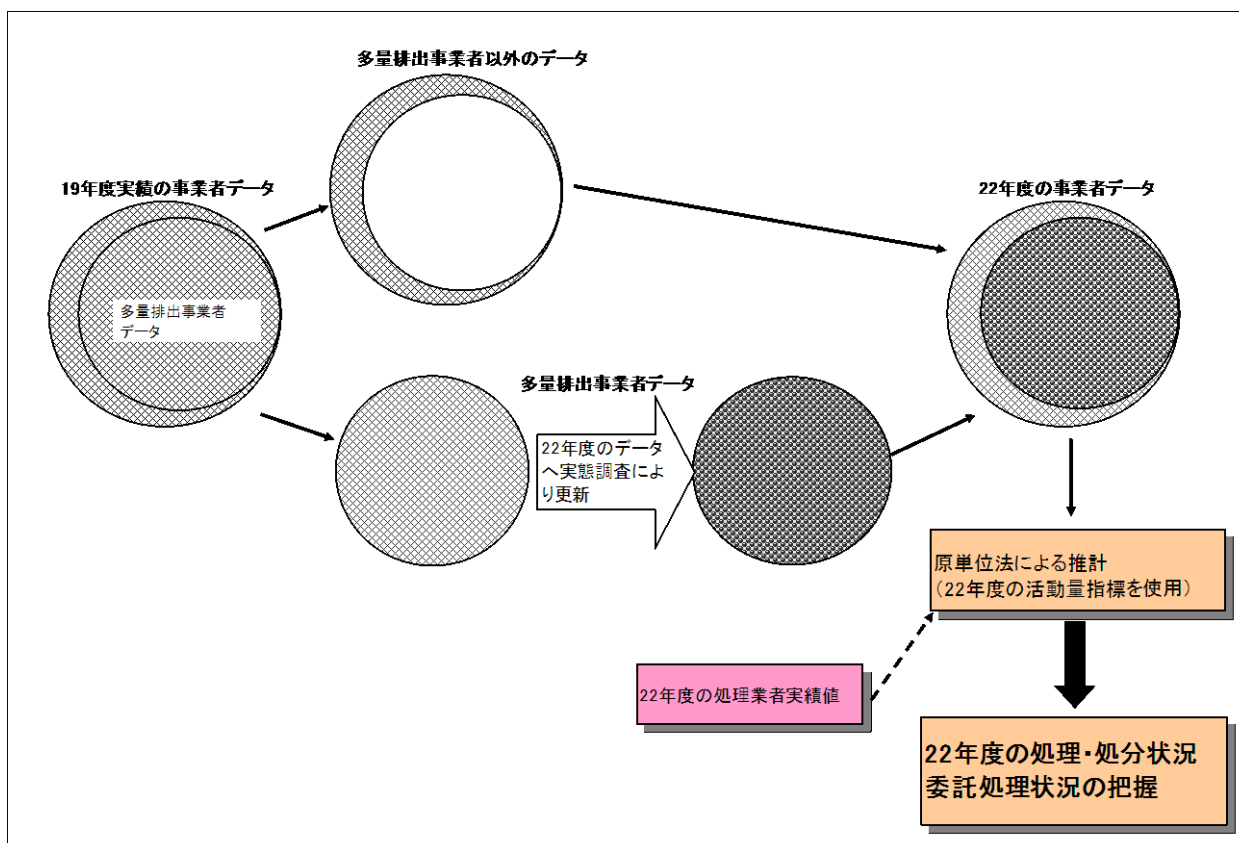 多量排出事業者以外のデータ
19年度実績の事業者データ
22年度の事業者データ
多量排出事業者
データ
多量排出事業者データ
22年度のデータ
へ実態調査によ
り更新
原単位法による推計
（22年度の活動量指標を使用）
22年度の処理業者実績値
22年度の処理・処分状況
委託処理状況の把握